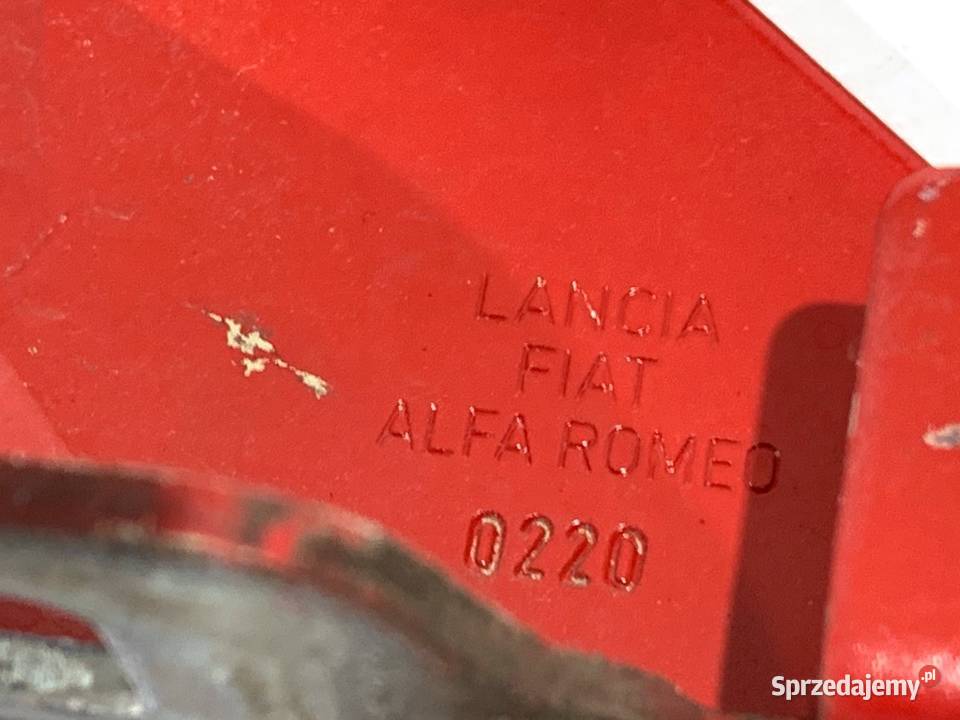 LANCIA
FIAT
ALFA ROMEO
0220
Sprzedajemy.pl